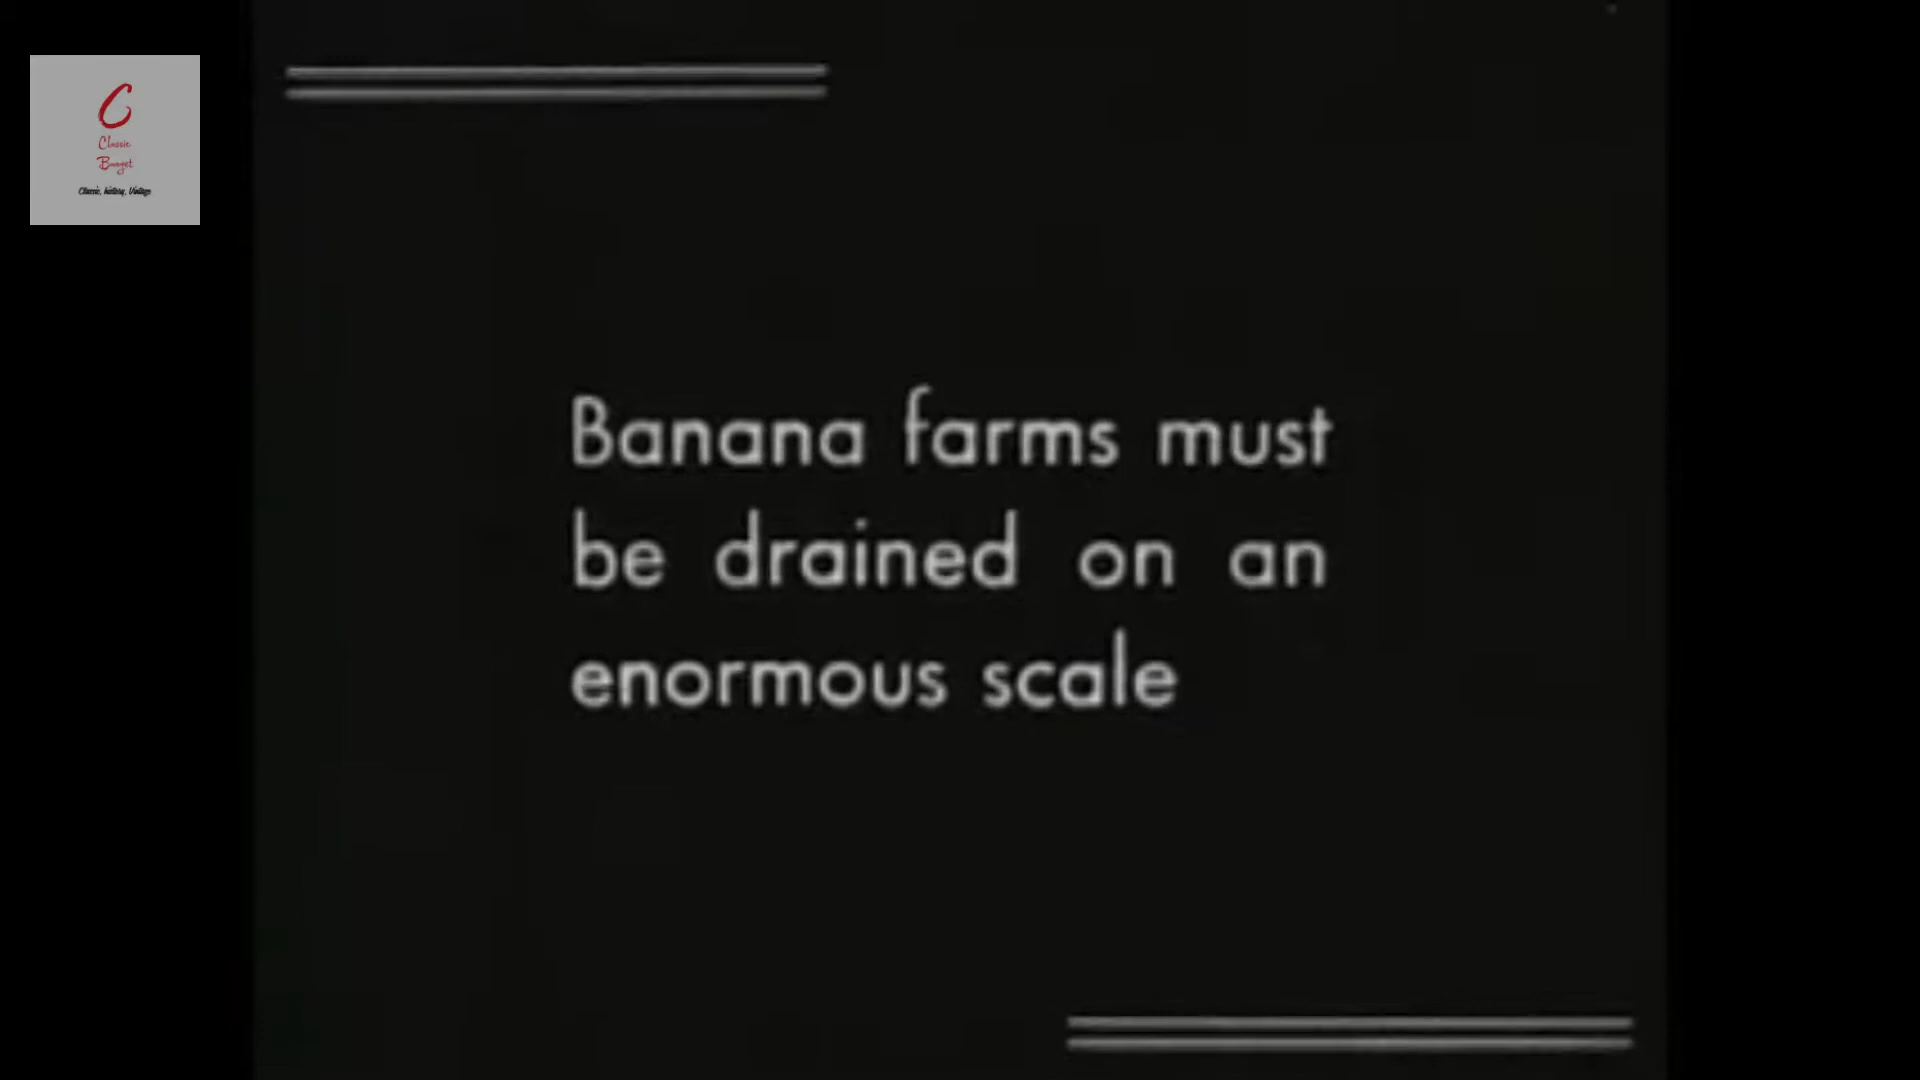 C
Classic
Classic, history, Vintage
Banana farms must
be drained on an
enormous scale